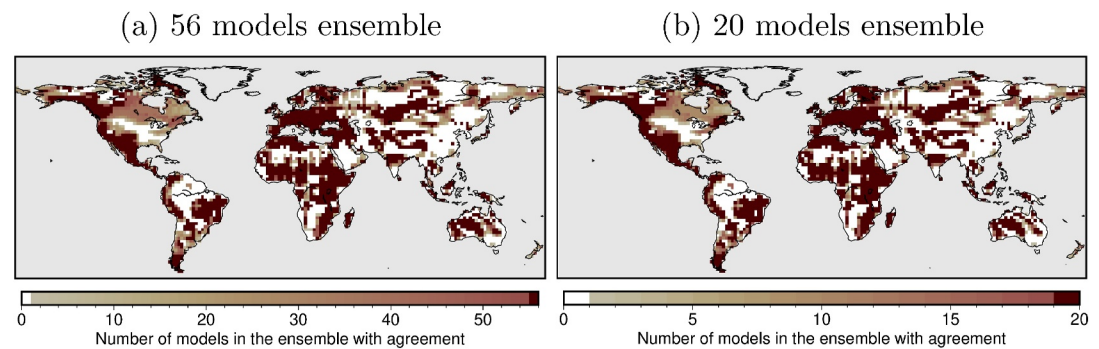 (a) 56 models ensemble
(b) 20 models ensemble
0 10 20 30 40 50
Number of models in the ensemble with agreement
0 5 10 15 20
Number of models in the ensemble with agreement